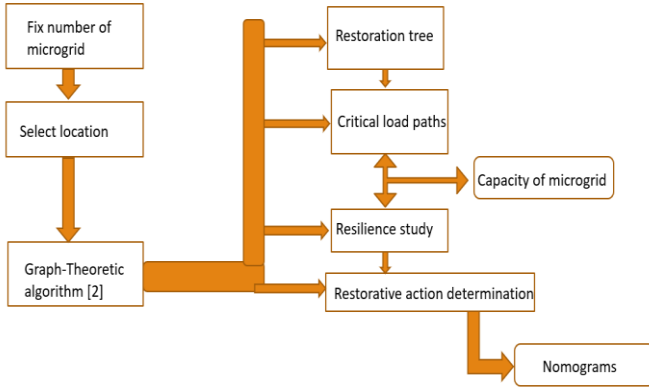 Fix number of
microgrid
Select location
Graph-Theoretic
algorithm [2]
Restoration tree
Critical load paths
Capacity of microgrid
Resilience study
Restorative action determination
Nomograms